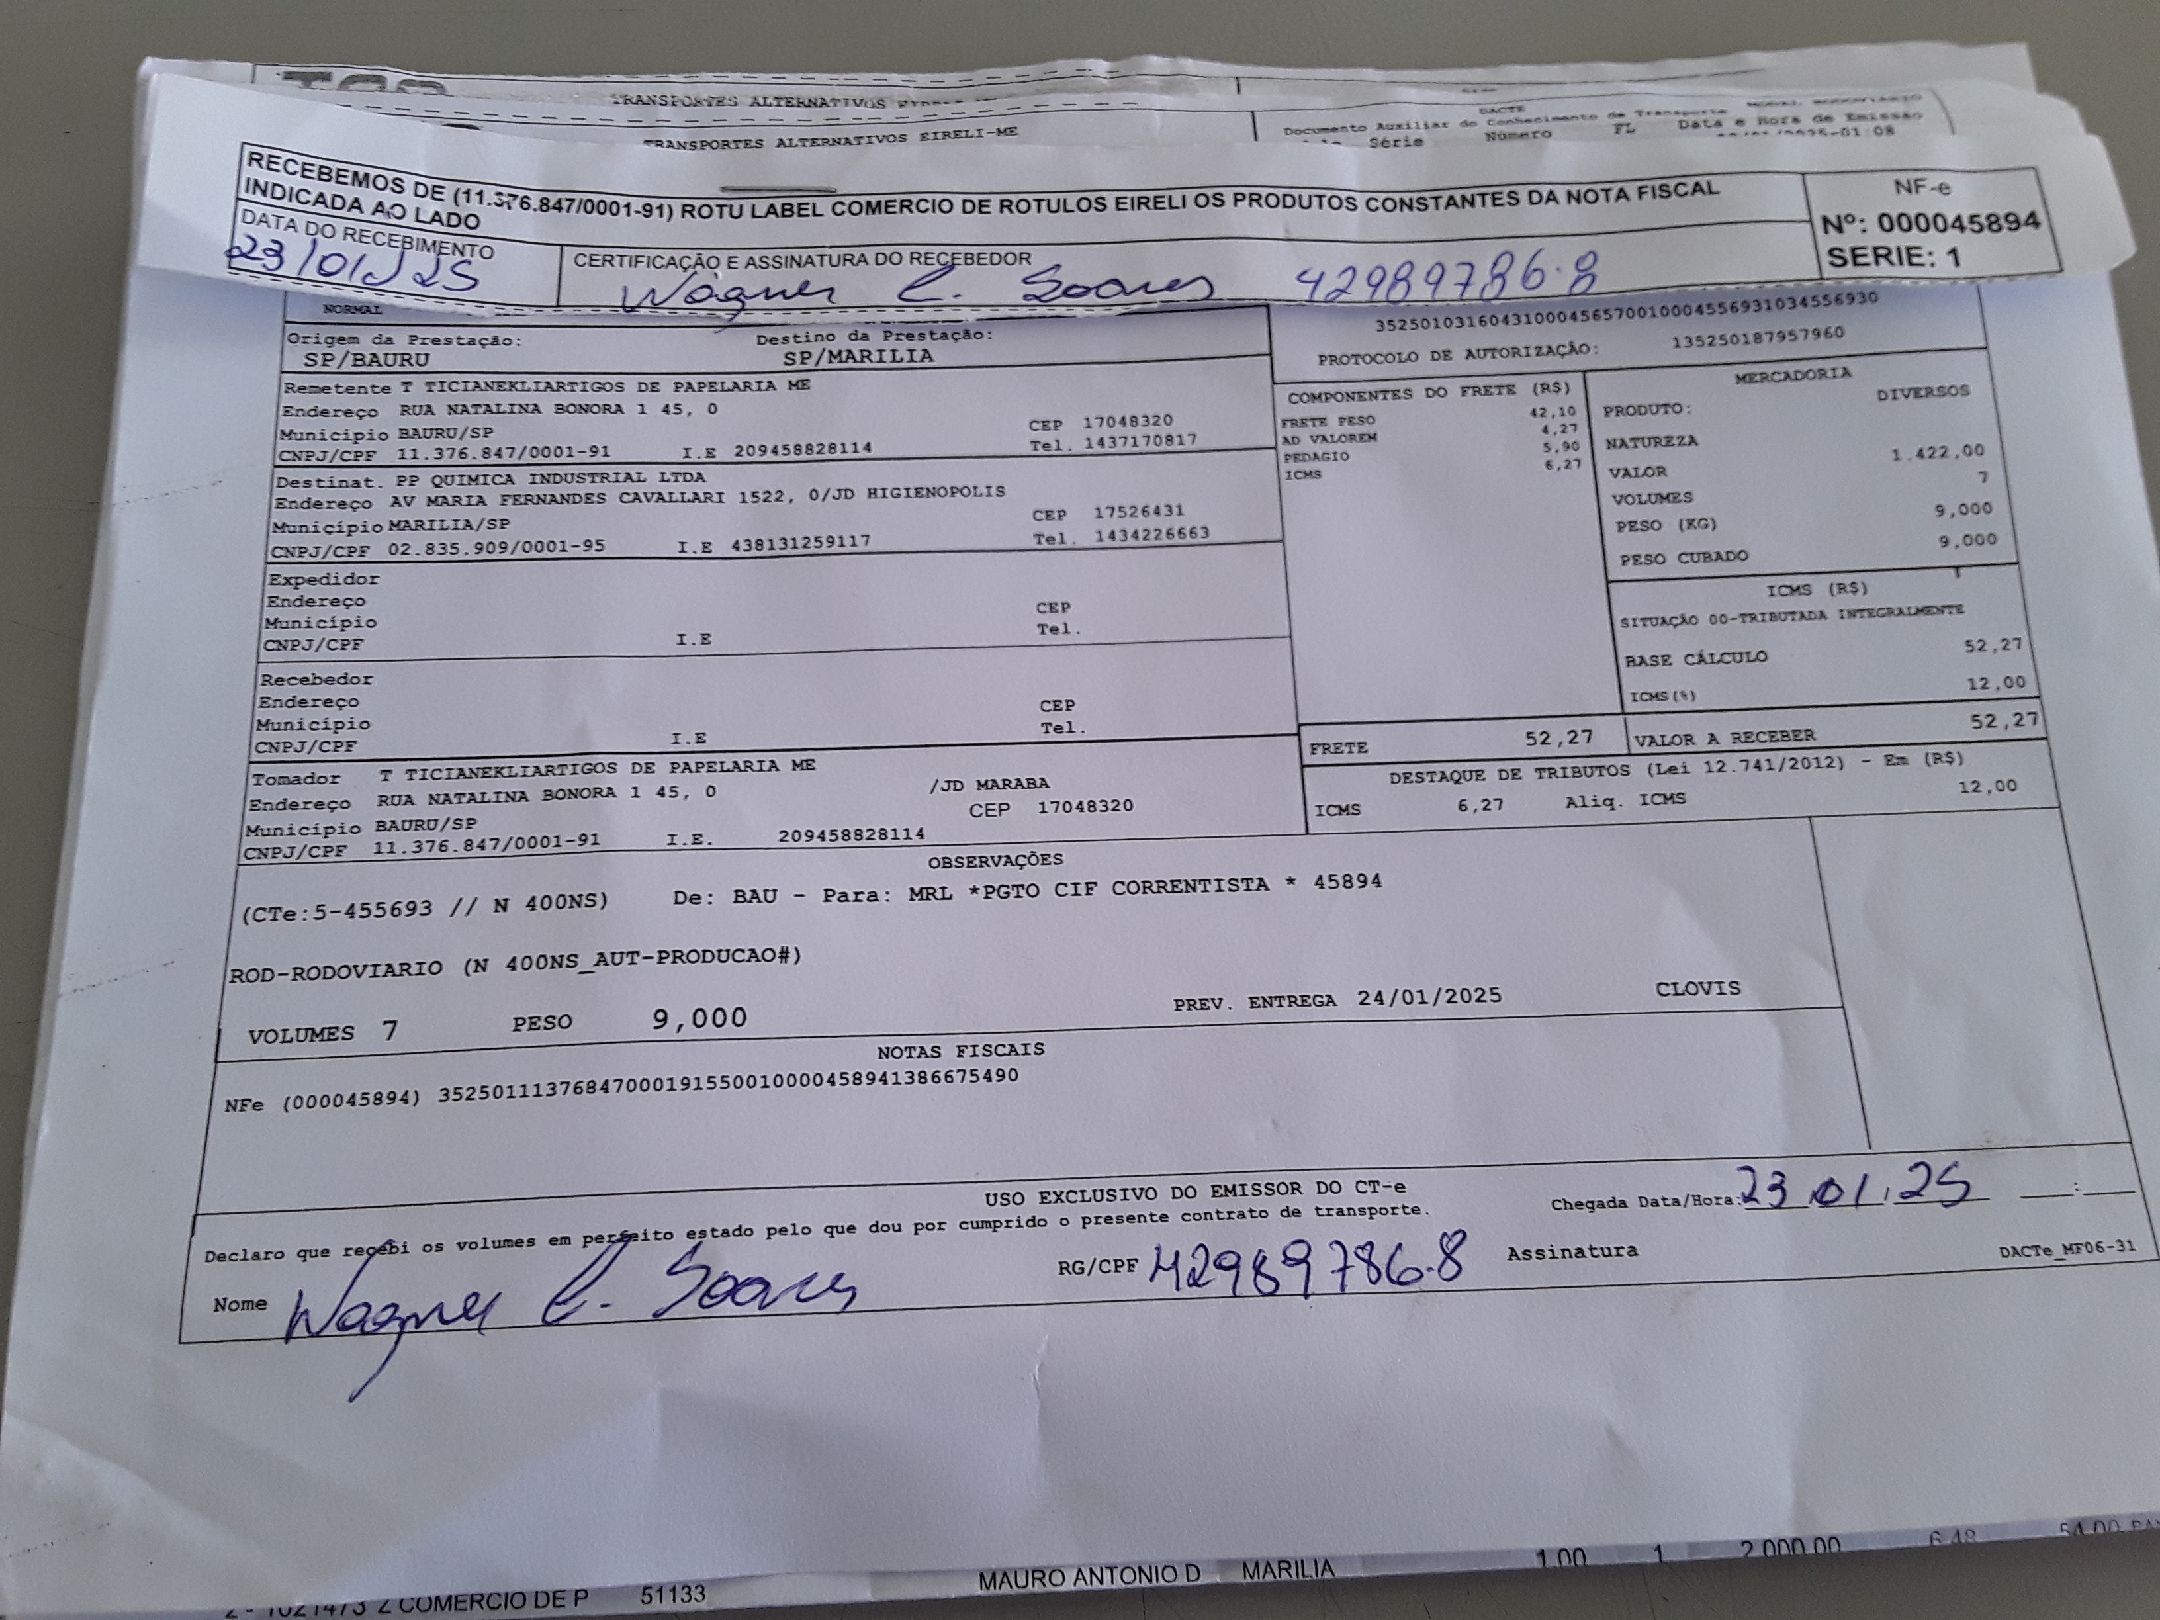 TRANSPORTES ALTERNATIVOS
TRANSPORTES ALTERNATIVOS EIRELI-ME
DACTE
Documento Auxiliar do Conhecimento de Transporte
Série Número FL Data e Hora de Emissão
01:08
RECEBEMOS DE (11.376.847/0001-91) ROTU LABEL COMERCIO DE ROTULOS EIRELI OS PRODUTOS CONSTANTES DA NOTA FISCAL
INDICADA AO LADO
NF-e
Nº: 000045894
SERIE: 1
DATA DO RECEBIMENTO
23/01/25
CERTIFICAÇÃO E ASSINATURA DO RECEBEDOR
Wagner C. Soares 42989786.8
NORMAL
35250103160431000456570010004556931034556930
Origem da Prestação: Destino da Prestação:
SP/BAURU SP/MARILIA
PROTOCOLO DE AUTORIZAÇÃO: 135250187957960
Remetente T TICIANEKLIARTIGOS DE PAPELARIA ME
Endereço RUA NATALINA BONORA 1 45, 0
Município BAURU/SP CEP 17048320
CNPJ/CPF 11.376.847/0001-91 I.E 209458828114 Tel. 1437170817
Destinat. PP QUIMICA INDUSTRIAL LTDA
Endereço AV MARIA FERNANDES CAVALLARI 1522, 0/JD HIGIENOPOLIS
Município MARILIA/SP CEP 17526431
CNPJ/CPF 02.835.909/0001-95 I.E 438131259117 Tel. 1434226663
Expedidor
Endereço
Município CEP
CNPJ/CPF I.E Tel.
Recebedor
Endereço
Município CEP
CNPJ/CPF I.E Tel.
COMPONENTES DO FRETE (R$)
FRETE PESO 42,10
AD VALOREM 4,27
PEDAGIO 5,90
ICMS 6,27
MERCADORIA
PRODUTO: DIVERSOS
NATUREZA
VALOR 1.422,00
VOLUMES 7
PESO (KG) 9,000
PESO CUBADO 9,000
ICMS (R$)
SITUAÇÃO 00-TRIBUTADA INTEGRALMENTE
BASE CÁLCULO 52,27
ICMS(%) 12,00
FRETE 52,27 VALOR A RECEBER 52,27
DESTAQUE DE TRIBUTOS (Lei 12.741/2012) - Em (R$)
ICMS 6,27 Aliq. ICMS 12,00
Tomador T TICIANEKLIARTIGOS DE PAPELARIA ME
Endereço RUA NATALINA BONORA 1 45, 0 /JD MARABA
Município BAURU/SP CEP 17048320
CNPJ/CPF 11.376.847/0001-91 I.E. 209458828114
OBSERVAÇÕES
(CTe:5-455693 // N 400NS) De: BAU - Para: MRL *PGTO CIF CORRENTISTA * 45894
ROD-RODOVIARIO (N 400NS_AUT-PRODUCAO#)
VOLUMES 7 PESO 9,000 PREV. ENTREGA 24/01/2025 CLOVIS
NOTAS FISCAIS
NFe (000045894) 35250111376847000191550010000458941386675490
USO EXCLUSIVO DO EMISSOR DO CT-e
Declaro que recebi os volumes em perfeito estado pelo que dou por cumprido o presente contrato de transporte.
Chegada Data/Hora: 23 01 25 __:__
Nome Wagner C. Soares RG/CPF 42989786.8 Assinatura
DACTe_MF06-31
MAURO ANTONIO D MARILIA 1,00 1 2.000,00 6,48 54,00
Z COMERCIO DE P 51133